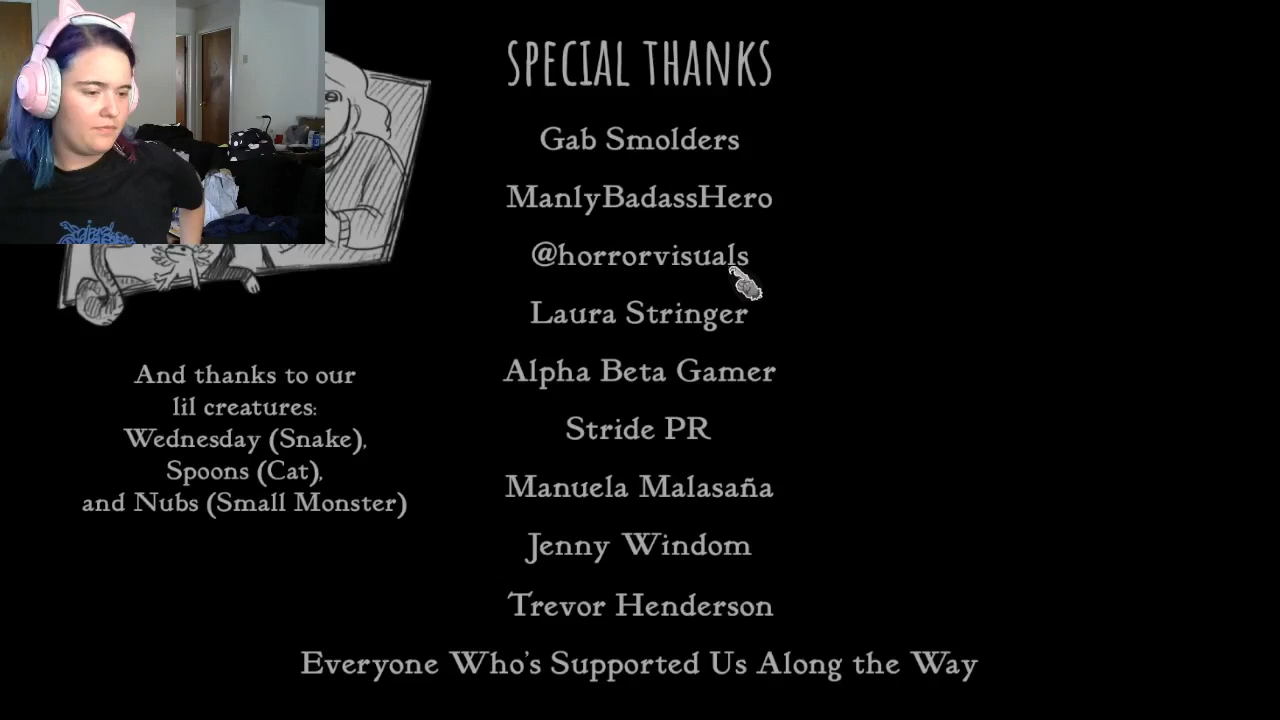 SPECIAL THANKS
Gab Smolders
ManlyBadassHero
@horrorvisuals
Laura Stringer
Alpha Beta Gamer
Stride PR
Manuela Malasaña
Jenny Windom
Trevor Henderson
Everyone Who's Supported Us Along the Way
And thanks to our
lil creatures:
Wednesday (Snake),
Spoons (Cat),
and Nubs (Small Monster)